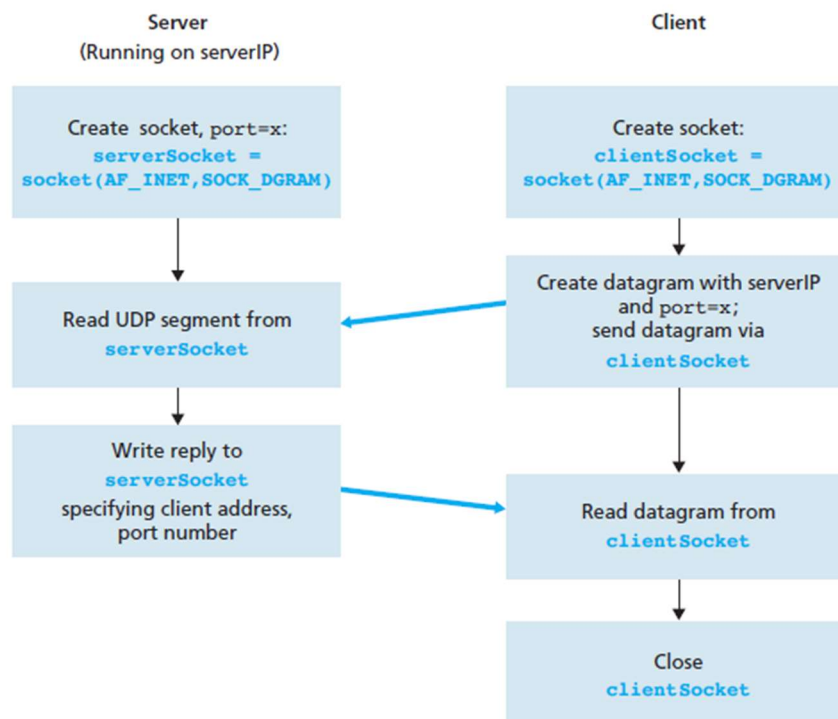 Server
(Running on serverIP)
Client
Create socket, port=x:
serverSocket =
socket(AF_INET,SOCK_DGRAM)
Create socket:
clientSocket =
socket(AF_INET,SOCK_DGRAM)
Create datagram with serverIP
and port=x;
send datagram via
clientSocket
Read UDP segment from
serverSocket
Write reply to
serverSocket
specifying client address,
port number
Read datagram from
clientSocket
Close
clientSocket